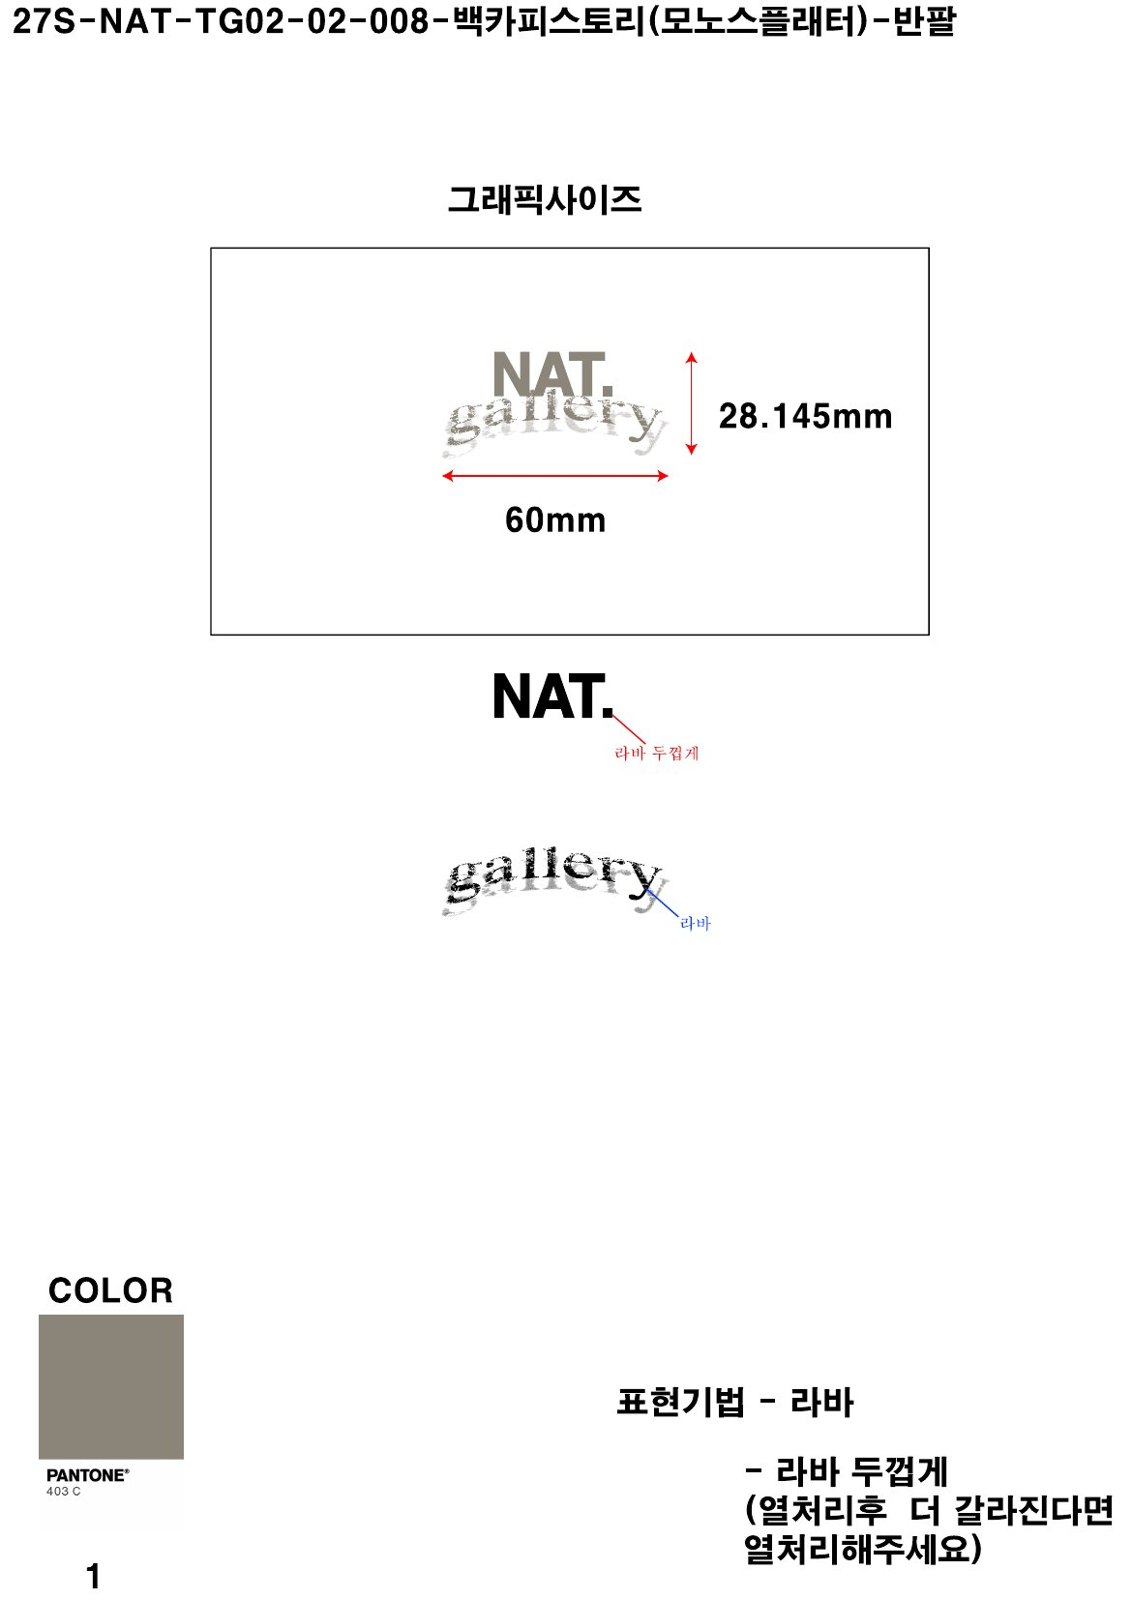 27S-NAT-TG02-02-008-백카피스토리(모노스플래터)-반팔
그래픽사이즈
NAT.
gallery
28.145mm
60mm
NAT.
라바 두껍게
gallery
라바
COLOR
PANTONE®
403 C
표현기법 - 라바
- 라바 두껍게
(열처리후 더 갈라진다면
열처리해주세요)
1